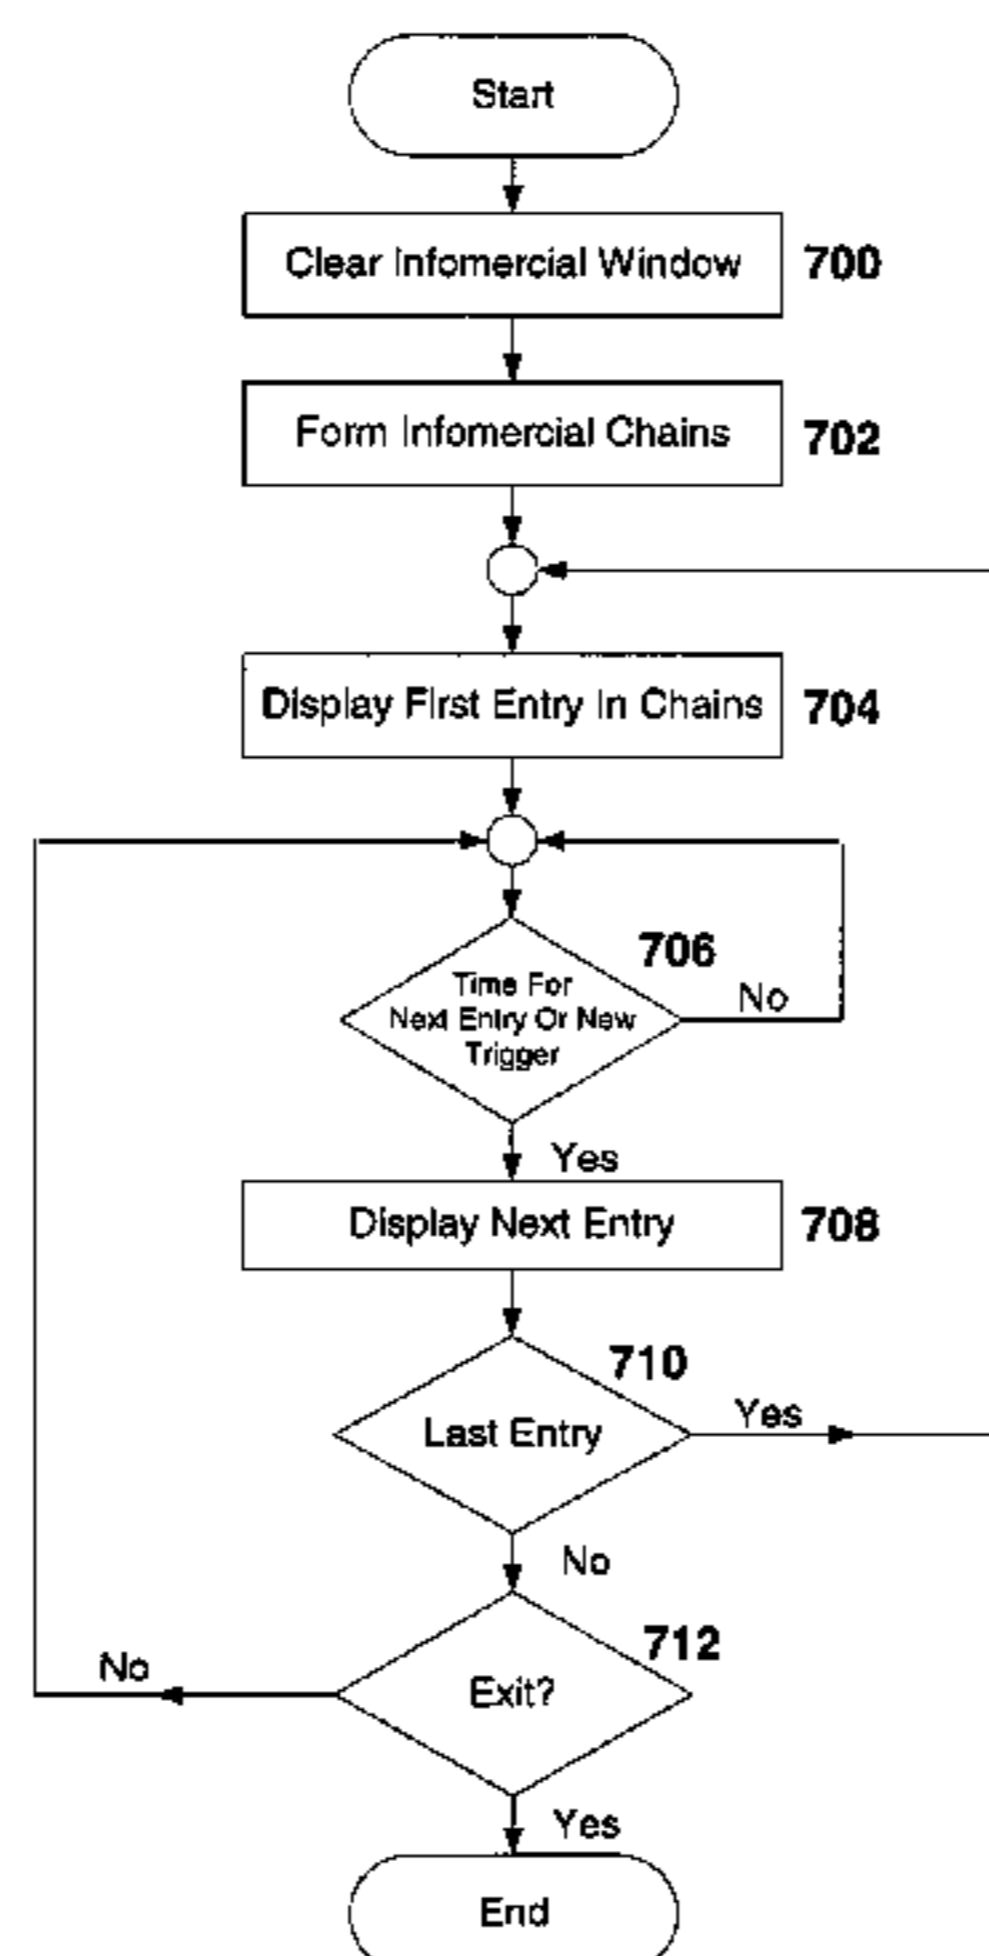 Start
Clear Infomercial Window 700
Form Infomercial Chains 702
Display First Entry In Chains 704
706
Time For
Next Entry Or New
Trigger
No
Yes
Display Next Entry 708
710
Last Entry
Yes
No
712
Exit?
No
Yes
End